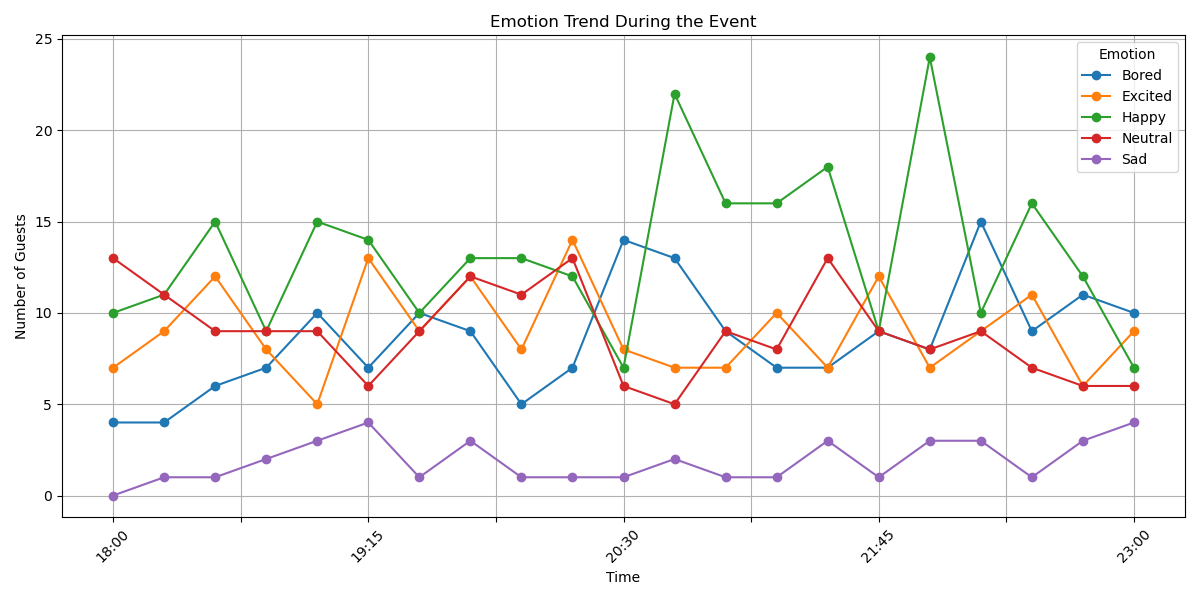 Emotion Trend During the Event
Number of Guests
25
20
15
10
5
0
Emotion
Bored
Excited
Happy
Neutral
Sad
18:00
19:15
20:30
21:45
23:00
Time